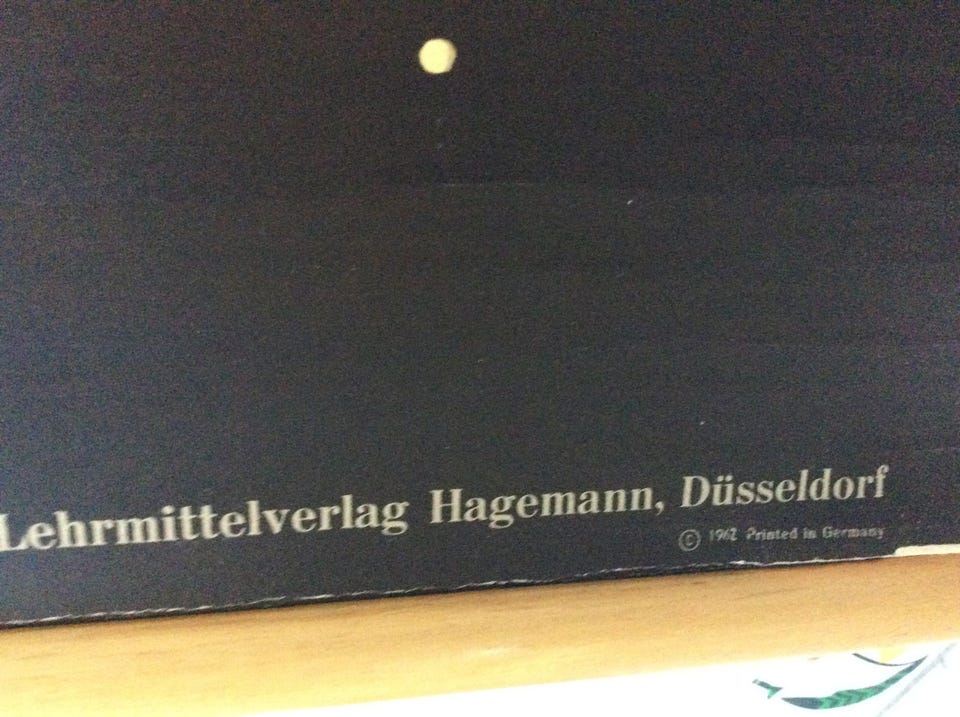 Lehrmittelverlag Hagemann, Düsseldorf
© 1962 Printed in Germany